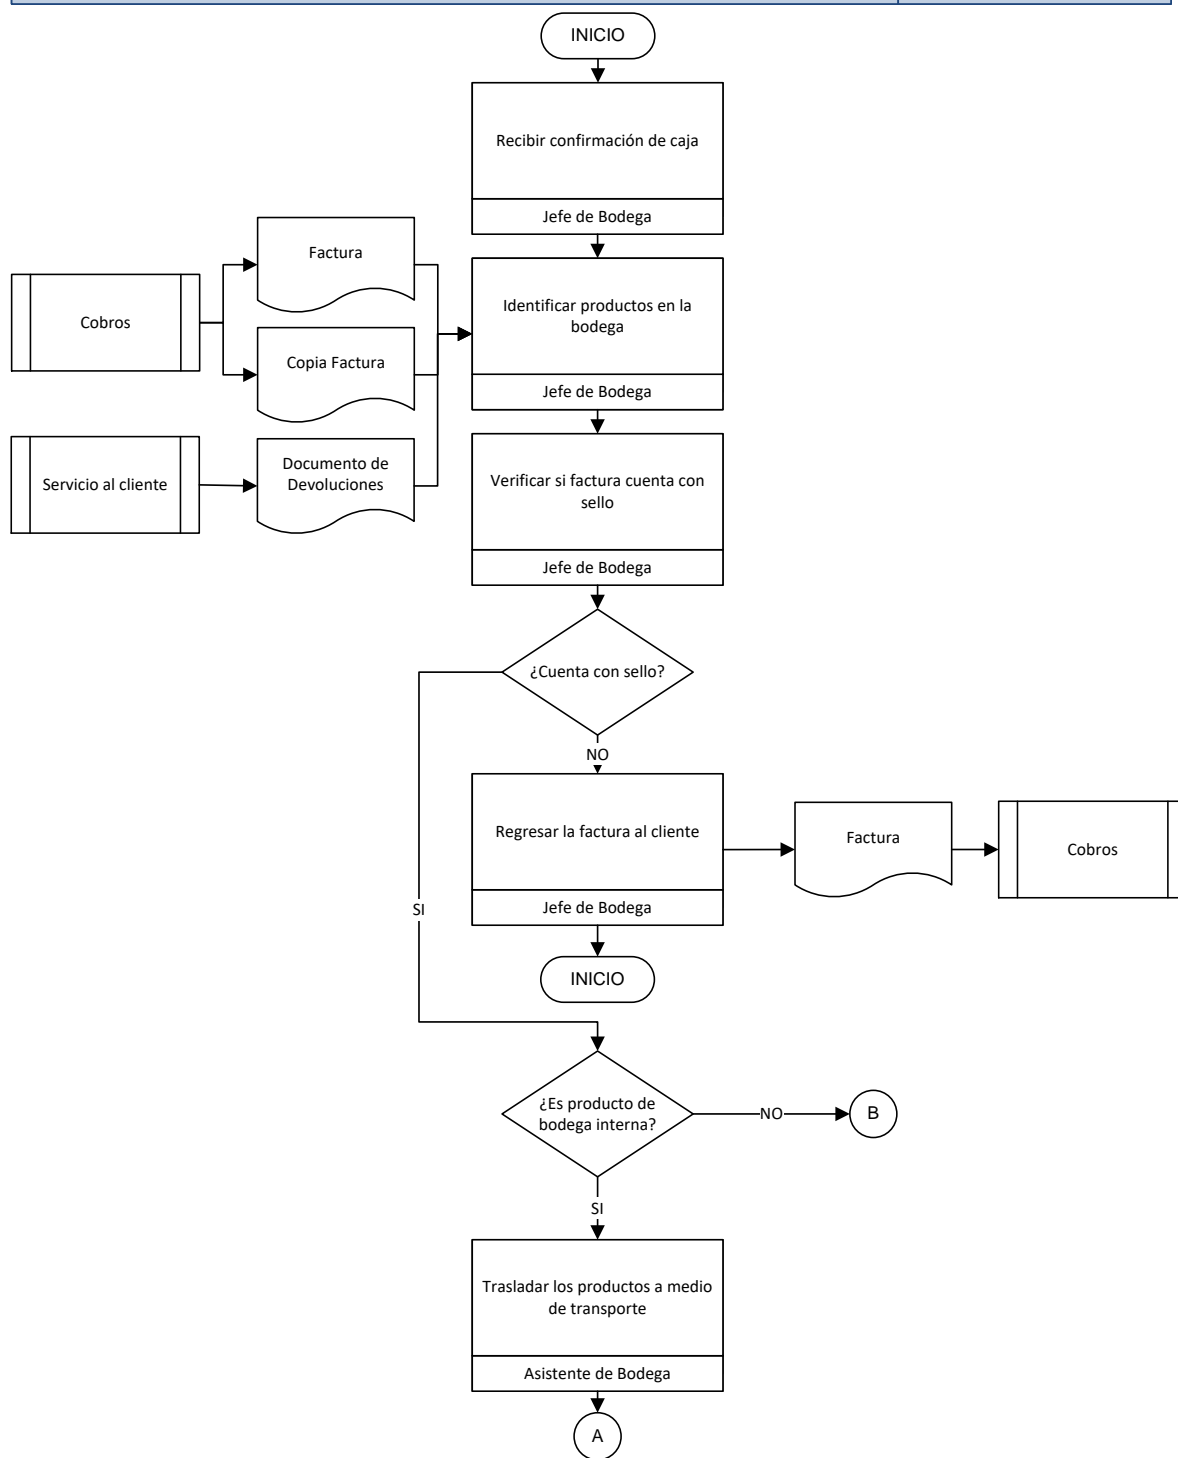 INICIO
Recibir confirmación de caja
Jefe de Bodega
Cobros
Factura
Copia Factura
Servicio al cliente
Documento de
Devoluciones
Identificar productos en la
bodega
Jefe de Bodega
Verificar si factura cuenta con
sello
Jefe de Bodega
¿Cuenta con sello?
NO
Regresar la factura al cliente
Jefe de Bodega
Factura
Cobros
SI
INICIO
¿Es producto de
bodega interna?
NO
B
SI
Trasladar los productos a medio
de transporte
Asistente de Bodega
A